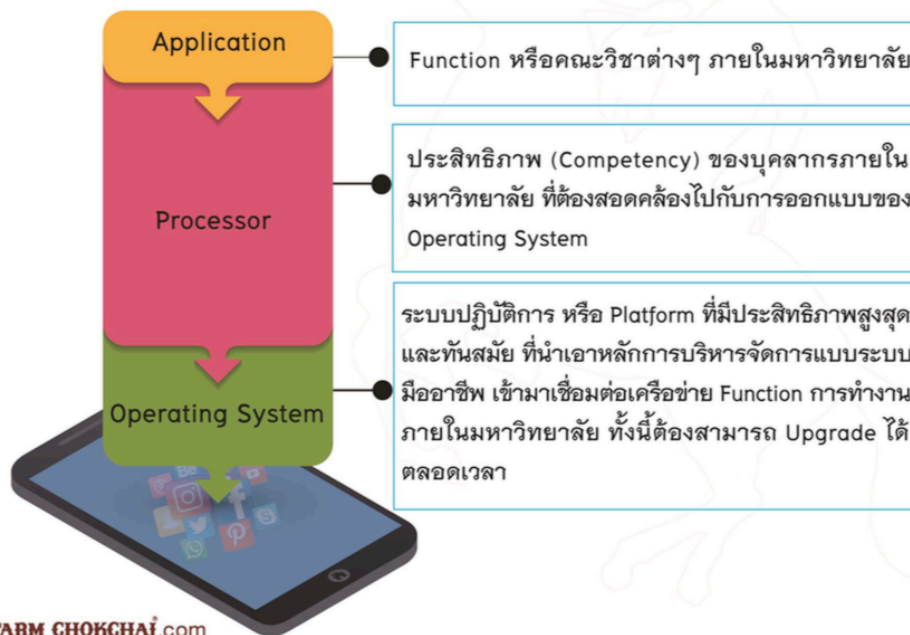 Application
Function หรือคณะวิชาต่างๆ ภายในมหาวิทยาลัย
Processor
ประสิทธิภาพ (Competency) ของบุคลากรภายใน
มหาวิทยาลัย ที่ต้องสอดคล้องไปกับการออกแบบของ
Operating System
Operating System
ระบบปฏิบัติการ หรือ Platform ที่มีประสิทธิภาพสูงสุด
และทันสมัย ที่นำเอาหลักการบริหารจัดการแบบระบบ
มืออาชีพ เข้ามาเชื่อมต่อเครือข่าย Function การทำงาน
ภายในมหาวิทยาลัย ทั้งนี้ต้องสามารถ Upgrade ได้
ตลอดเวลา
FARM CHOKCHAI.com